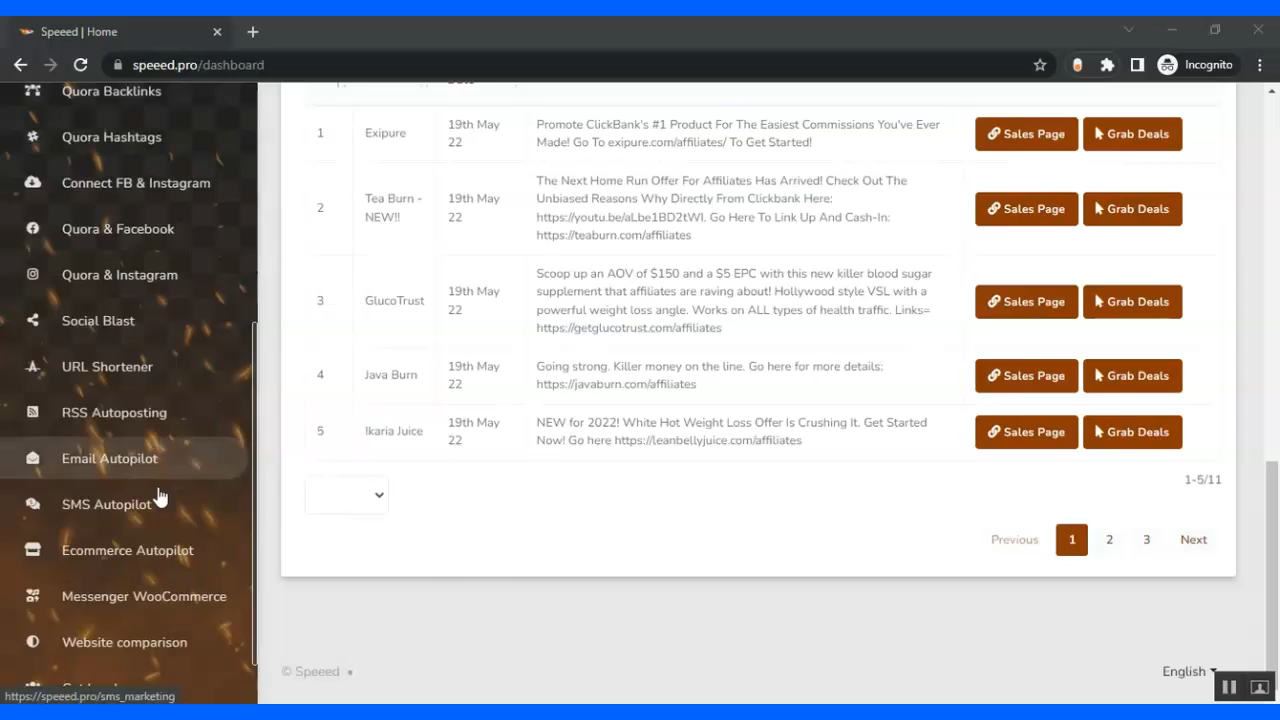 Speeed | Home
speeed.pro/dashboard
Incognito
Quora Backlinks
Quora Hashtags
Connect FB & Instagram
Quora & Facebook
Quora & Instagram
Social Blast
URL Shortener
RSS Autoposting
Email Autopilot
SMS Autopilot
Ecommerce Autopilot
Messenger WooCommerce
Website comparison
https://speeed.pro/sms_marketing
1
Exipure
19th May
22
Promote ClickBank's #1 Product For The Easiest Commissions You've Ever
Made! Go To exipure.com/affiliates/ To Get Started!
Sales Page
Grab Deals
2
Tea Burn -
NEW!!
19th May
22
The Next Home Run Offer For Affiliates Has Arrived! Check Out The
Unbiased Reasons Why Directly From Clickbank Here:
https://youtu.be/aLbe1BD2tWI. Go Here To Link Up And Cash-In:
https://teaburn.com/affiliates
Sales Page
Grab Deals
3
GlucoTrust
19th May
22
Scoop up an AOV of $150 and a $5 EPC with this new killer blood sugar
supplement that affiliates are raving about! Hollywood style VSL with a
powerful weight loss angle. Works on ALL types of health traffic. Links=
https://getglucotrust.com/affiliates
Sales Page
Grab Deals
4
Java Burn
19th May
22
Going strong. Killer money on the line. Go here for more details:
https://javaburn.com/affiliates
Sales Page
Grab Deals
5
Ikaria Juice
19th May
22
NEW for 2022! White Hot Weight Loss Offer Is Crushing It. Get Started
Now! Go here https://leanbellyjuice.com/affiliates
Sales Page
Grab Deals
1-5/11
Previous
1
2
3
Next
© Speeed
English